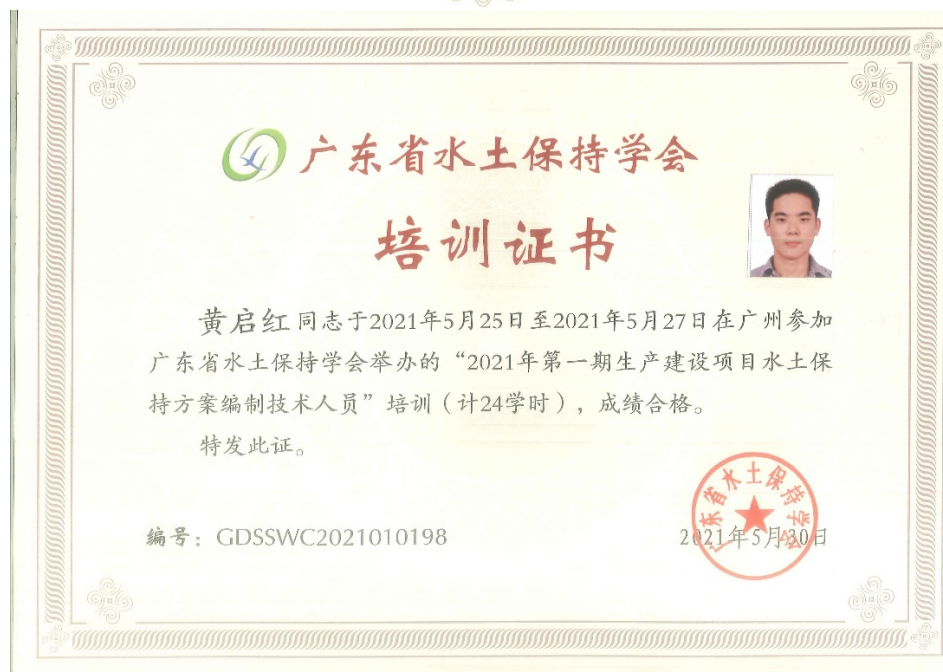 广东省水土保持学会
培训证书
黄启红同志于2021年5月25日至2021年5月27日在广州参加
广东省水土保持学会举办的“2021年第一期生产建设项目水土保
持方案编制技术人员”培训（计24学时），成绩合格。
特发此证。
广东省水土保持学会
编号：GDSSWC2021010198
2021年5月30日